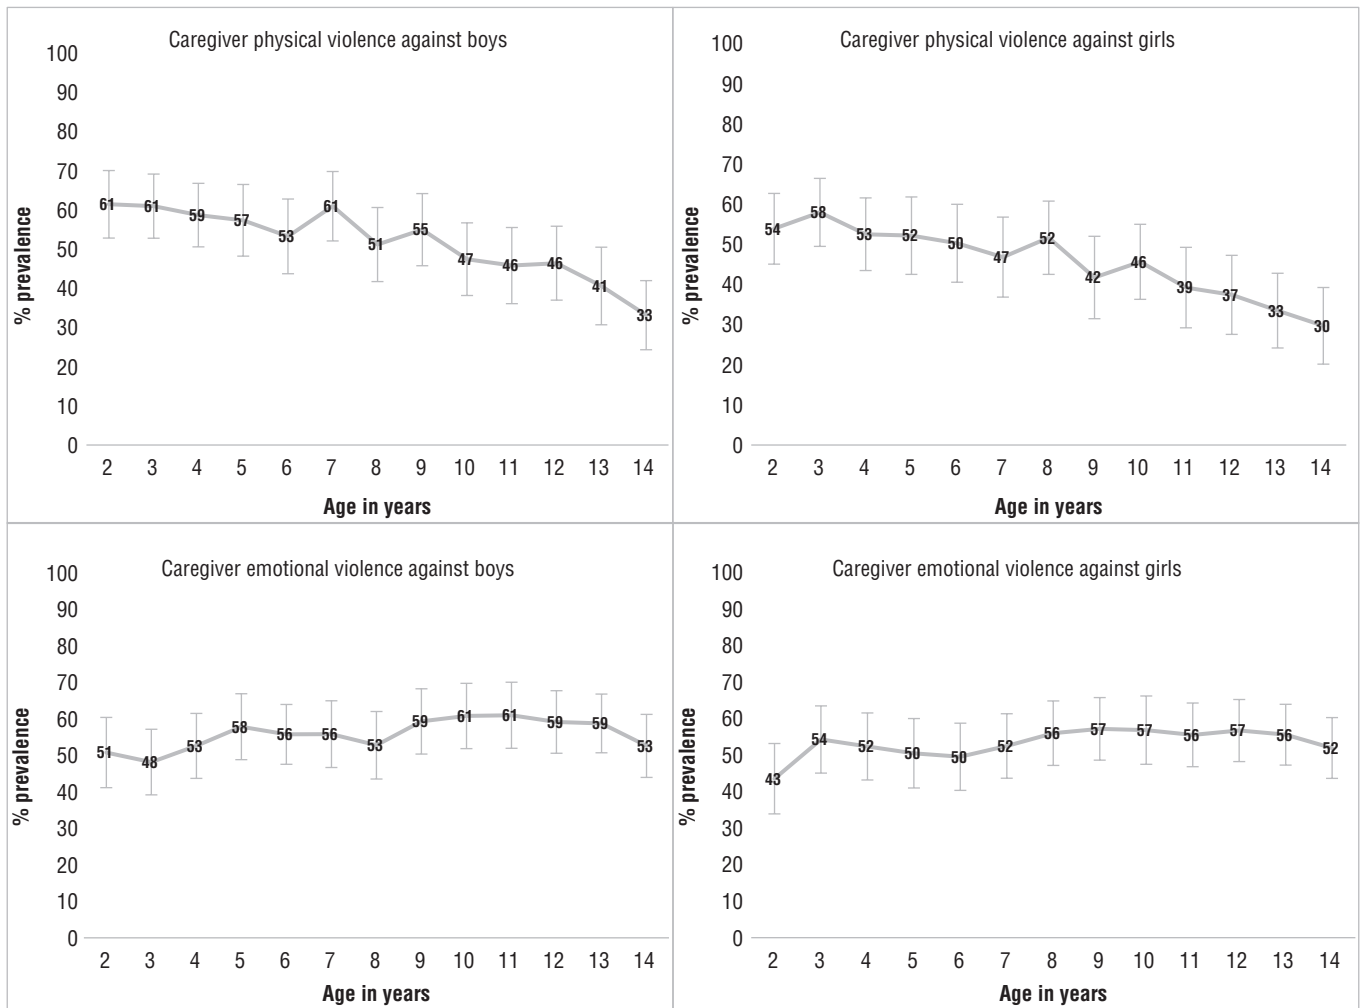 Caregiver physical violence against boys
100
90
80
70
60
50
40
30
20
10
0
% prevalence
61 61 59 57 53 61 51 55 47 46 46 41 33
2 3 4 5 6 7 8 9 10 11 12 13 14
Age in years
Caregiver physical violence against girls
100
90
80
70
60
50
40
30
20
10
0
% prevalence
54 58 53 52 50 47 52 42 46 39 37 33 30
2 3 4 5 6 7 8 9 10 11 12 13 14
Age in years
Caregiver emotional violence against boys
100
90
80
70
60
50
40
30
20
10
0
% prevalence
51 48 53 58 56 56 53 59 61 61 59 59 53
2 3 4 5 6 7 8 9 10 11 12 13 14
Age in years
Caregiver emotional violence against girls
100
90
80
70
60
50
40
30
20
10
0
% prevalence
43 54 52 50 50 52 56 57 57 56 57 56 52
2 3 4 5 6 7 8 9 10 11 12 13 14
Age in years